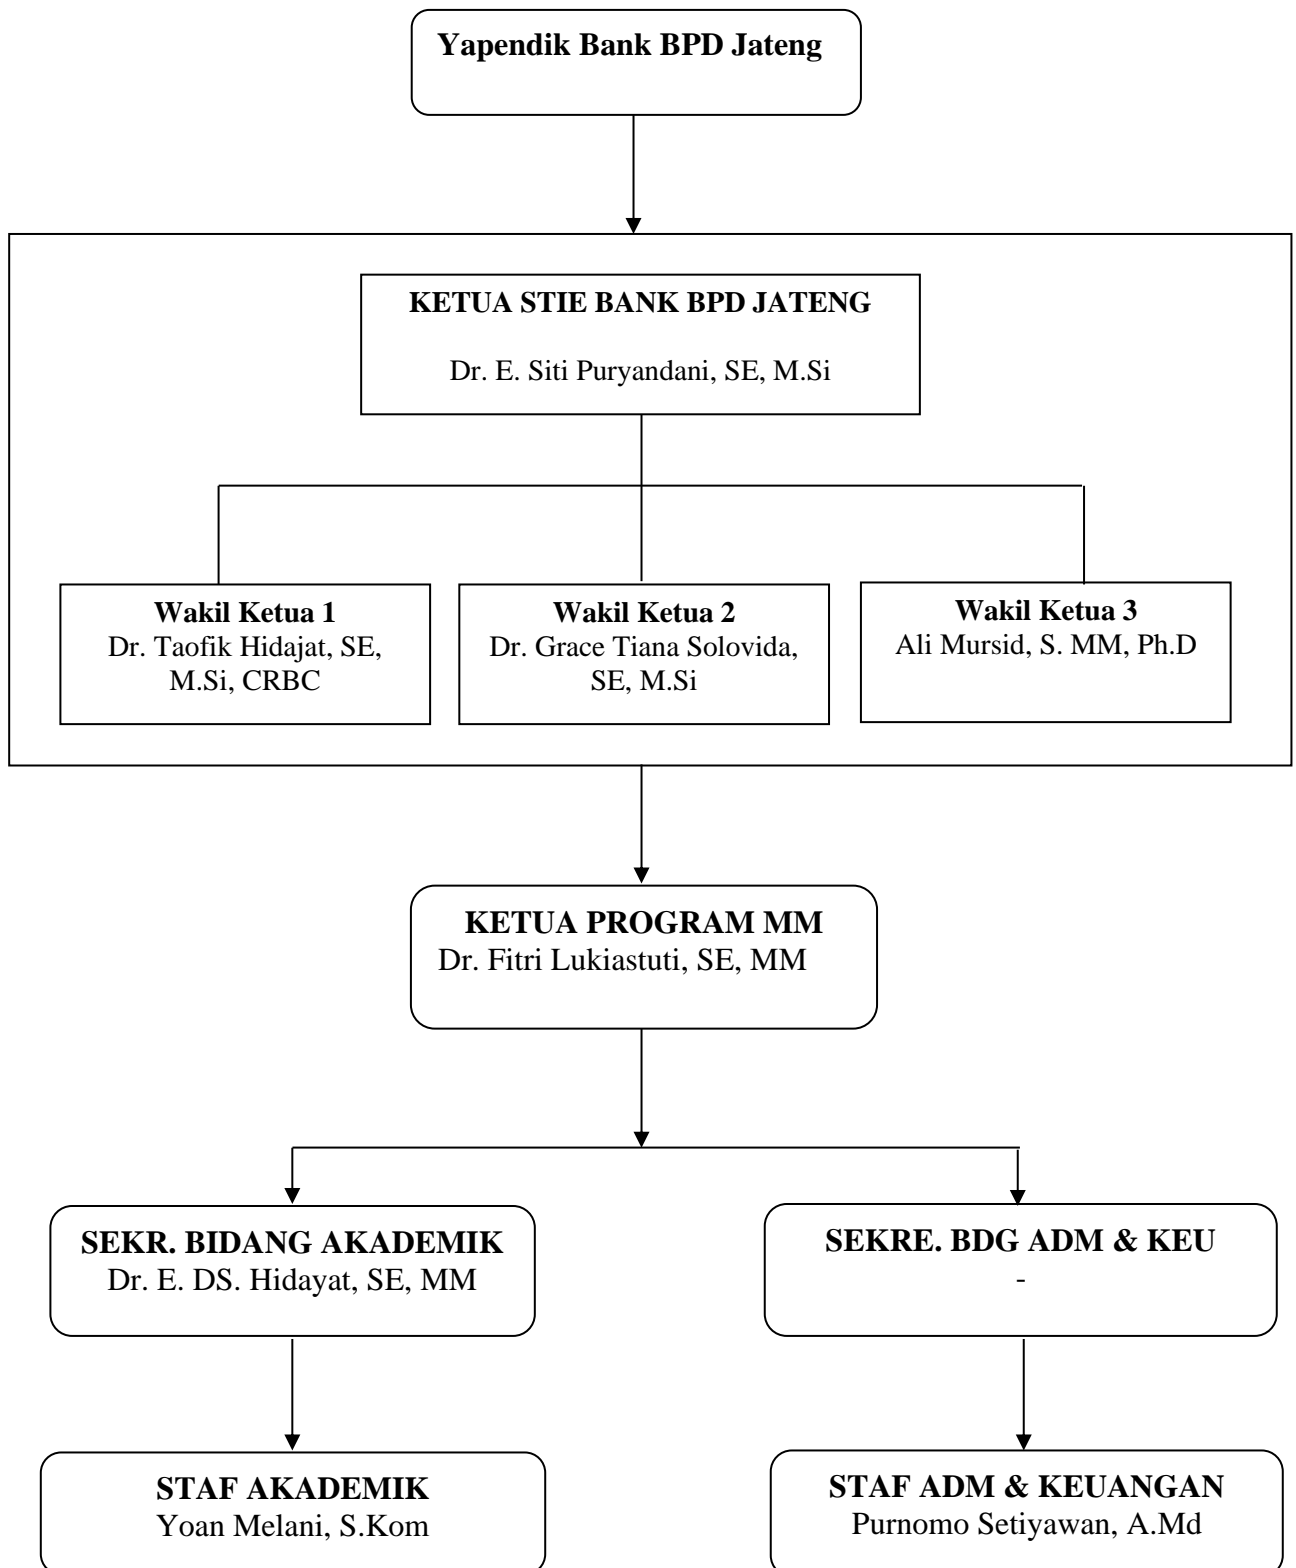 Yapendik Bank BPD Jateng
KETUA STIE BANK BPD JATENG
Dr. E. Siti Puryandani, SE, M.Si
Wakil Ketua 1
Dr. Taofik Hidajat, SE,
M.Si, CRBC
Wakil Ketua 2
Dr. Grace Tiana Solovida,
SE, M.Si
Wakil Ketua 3
Ali Mursid, S. MM, Ph.D
KETUA PROGRAM MM
Dr. Fitri Lukiastuti, SE, MM
SEKR. BIDANG AKADEMIK
Dr. E. DS. Hidayat, SE, MM
SEKRE. BDG ADM & KEU
-
STAF AKADEMIK
Yoan Melani, S.Kom
STAF ADM & KEUANGAN
Purnomo Setiyawan, A.Md